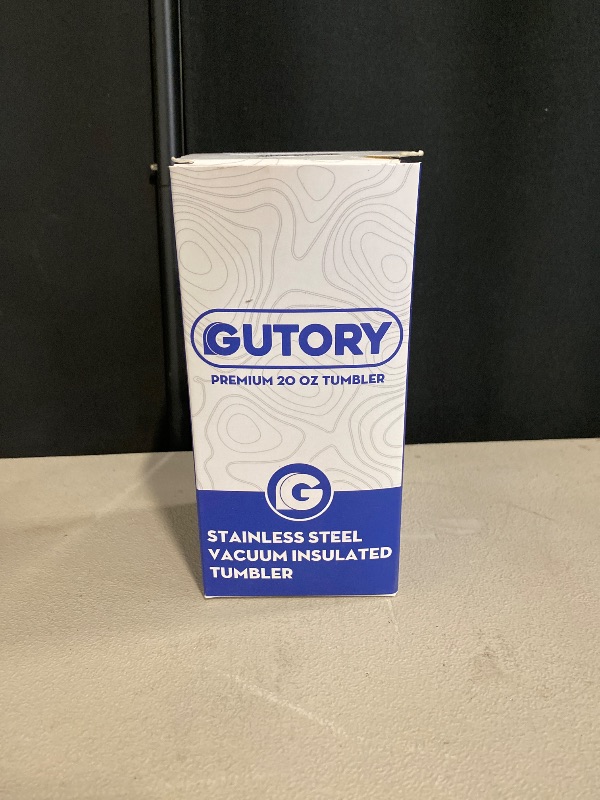 GUTORY
PREMIUM 20 OZ TUMBLER
G
STAINLESS STEEL
VACUUM INSULATED
TUMBLER